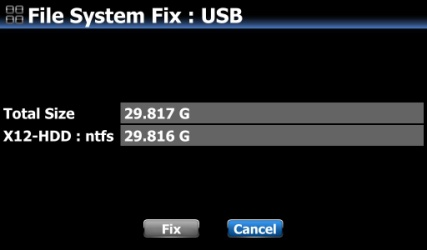 File System Fix : USB
Total Size 29.817 G
X12-HDD : ntfs 29.816 G
Fix Cancel